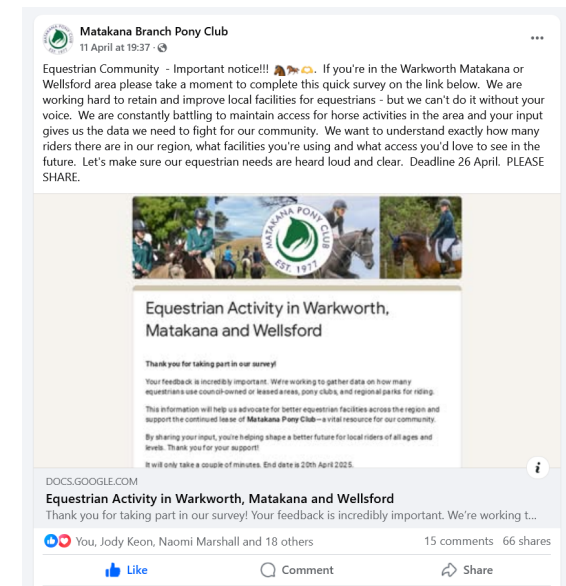 Matakana Branch Pony Club
11 April at 19:37 ·
Equestrian Community - Important notice!!! 🐴🐎🫶. If you're in the Warkworth Matakana or
Wellsford area please take a moment to complete this quick survey on the link below. We are
working hard to retain and improve local facilities for equestrians - but we can't do it without your
voice. We are constantly battling to maintain access for horse activities in the area and your input
gives us the data we need to fight for our community. We want to understand exactly how many
riders there are in our region, what facilities you're using and what access you'd love to see in the
future. Let's make sure our equestrian needs are heard loud and clear. Deadline 26 April. PLEASE
SHARE.
MATAKANA PONY CLUB
EST. 1977
Equestrian Activity in Warkworth,
Matakana and Wellsford
Thank you for taking part in our survey!
Your feedback is incredibly important. We're working to gather data on how many
equestrians use council-owned or leased areas, pony clubs, and regional parks for riding.
This information will help us advocate for better equestrian facilities across the region and
support the continued lease of Matakana Pony Club—a vital resource for our community.
By sharing your input, you're helping shape a better future for local riders of all ages and
levels. Thank you for your support!
It will only take a couple of minutes. End date is 20th April 2025.
i
DOCS.GOOGLE.COM
Equestrian Activity in Warkworth, Matakana and Wellsford
Thank you for taking part in our survey! Your feedback is incredibly important. We're working t...
You, Jody Keon, Naomi Marshall and 18 others 15 comments 66 shares
Like Comment Share